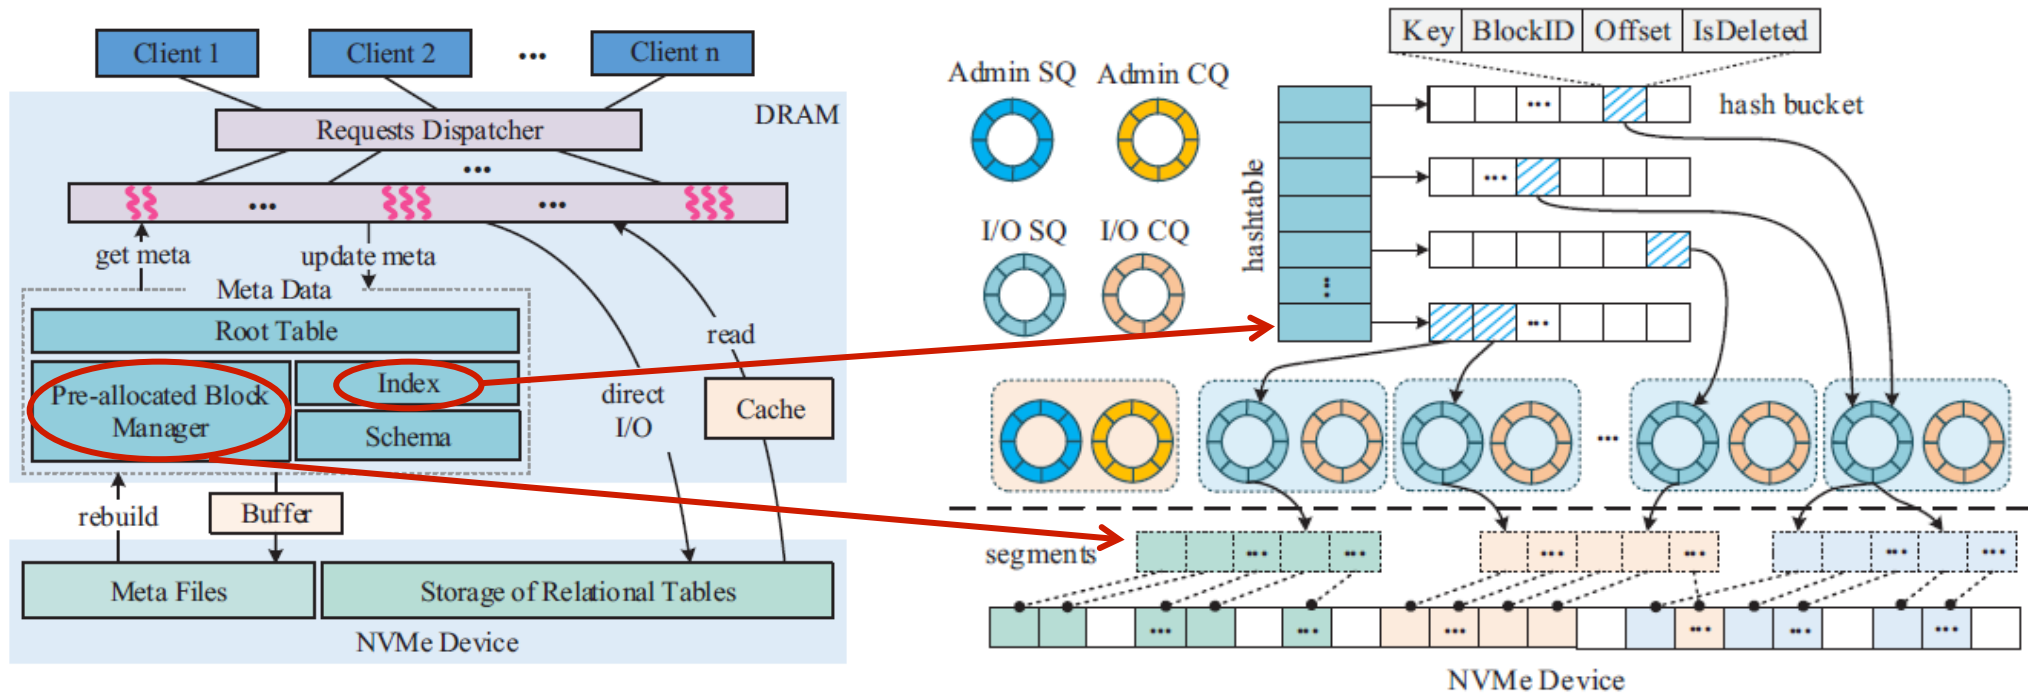 Client 1
Client 2
...
Client n
DRAM
Requests Dispatcher
...
...
...
get meta
update meta
Meta Data
Root Table
Pre-allocated Block
Manager
Index
Schema
read
direct
I/O
Cache
rebuild
Buffer
Meta Files
Storage of Relational Tables
NVMe Device
Key
BlockID
Offset
IsDeleted
Admin SQ
Admin CQ
I/O SQ
I/O CQ
hashtable
...
hash bucket
...
...
...
...
segments
...
...
...
...
...
...
...
...
...
...
...
...
NVMe Device